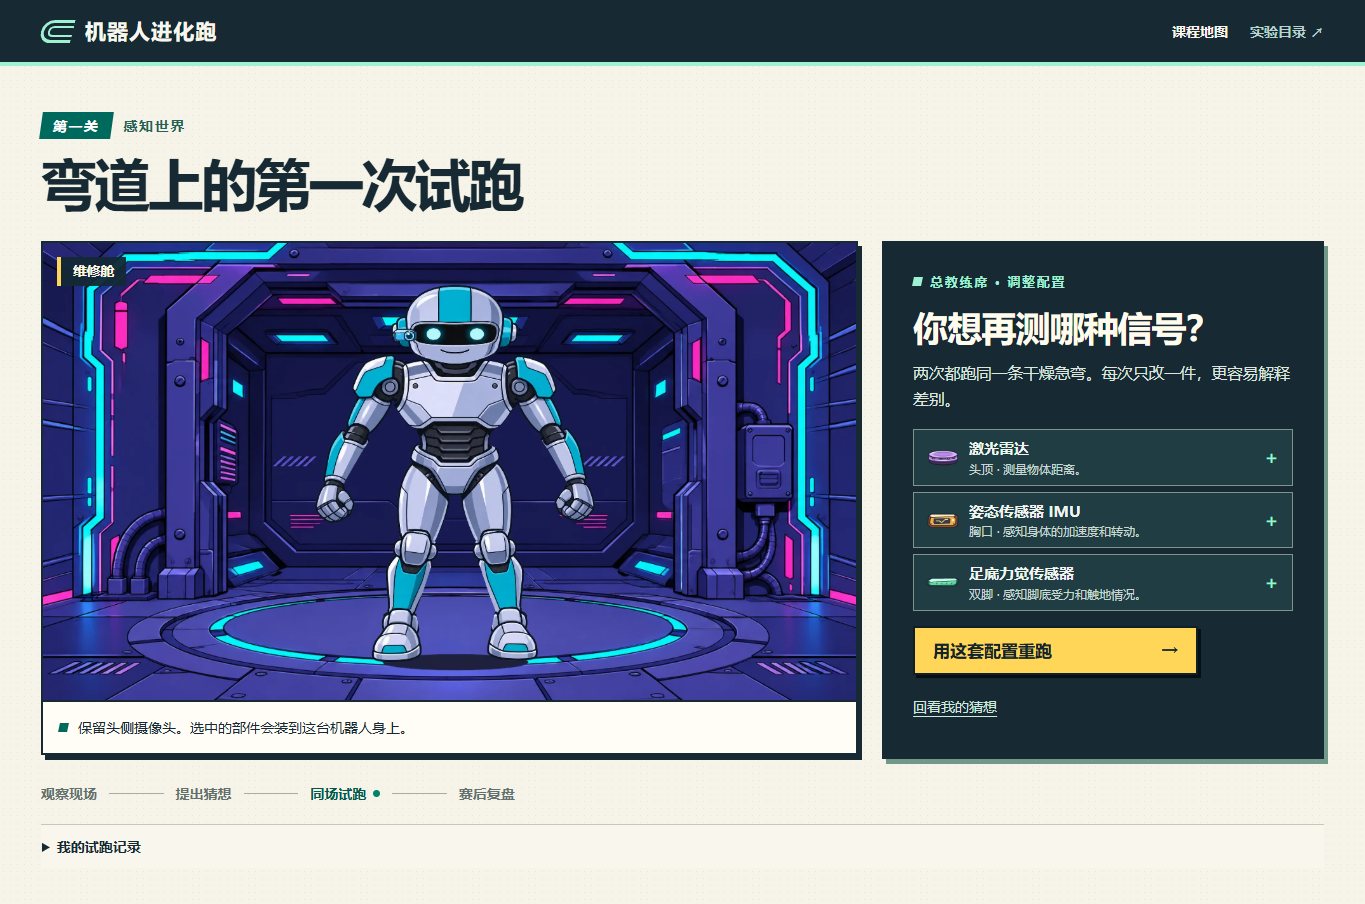 机器人进化跑
课程地图
实验目录 ↗
第一关
感知世界
弯道上的第一次试跑
维修舱
保留头侧摄像头。选中的部件会装到这台机器人身上。
总教练席 · 调整配置
你想再测哪种信号？
两次都跑同一条干燥急弯。每次只改一件，更容易解释
差别。
激光雷达
头顶 · 测量物体距离。
+
姿态传感器 IMU
胸口 · 感知身体的加速度和转动。
+
足底力觉传感器
双脚 · 感知脚底受力和触地情况。
+
用这套配置重跑 →
回看我的猜想
观察现场
提出猜想
同场试跑
赛后复盘
我的试跑记录